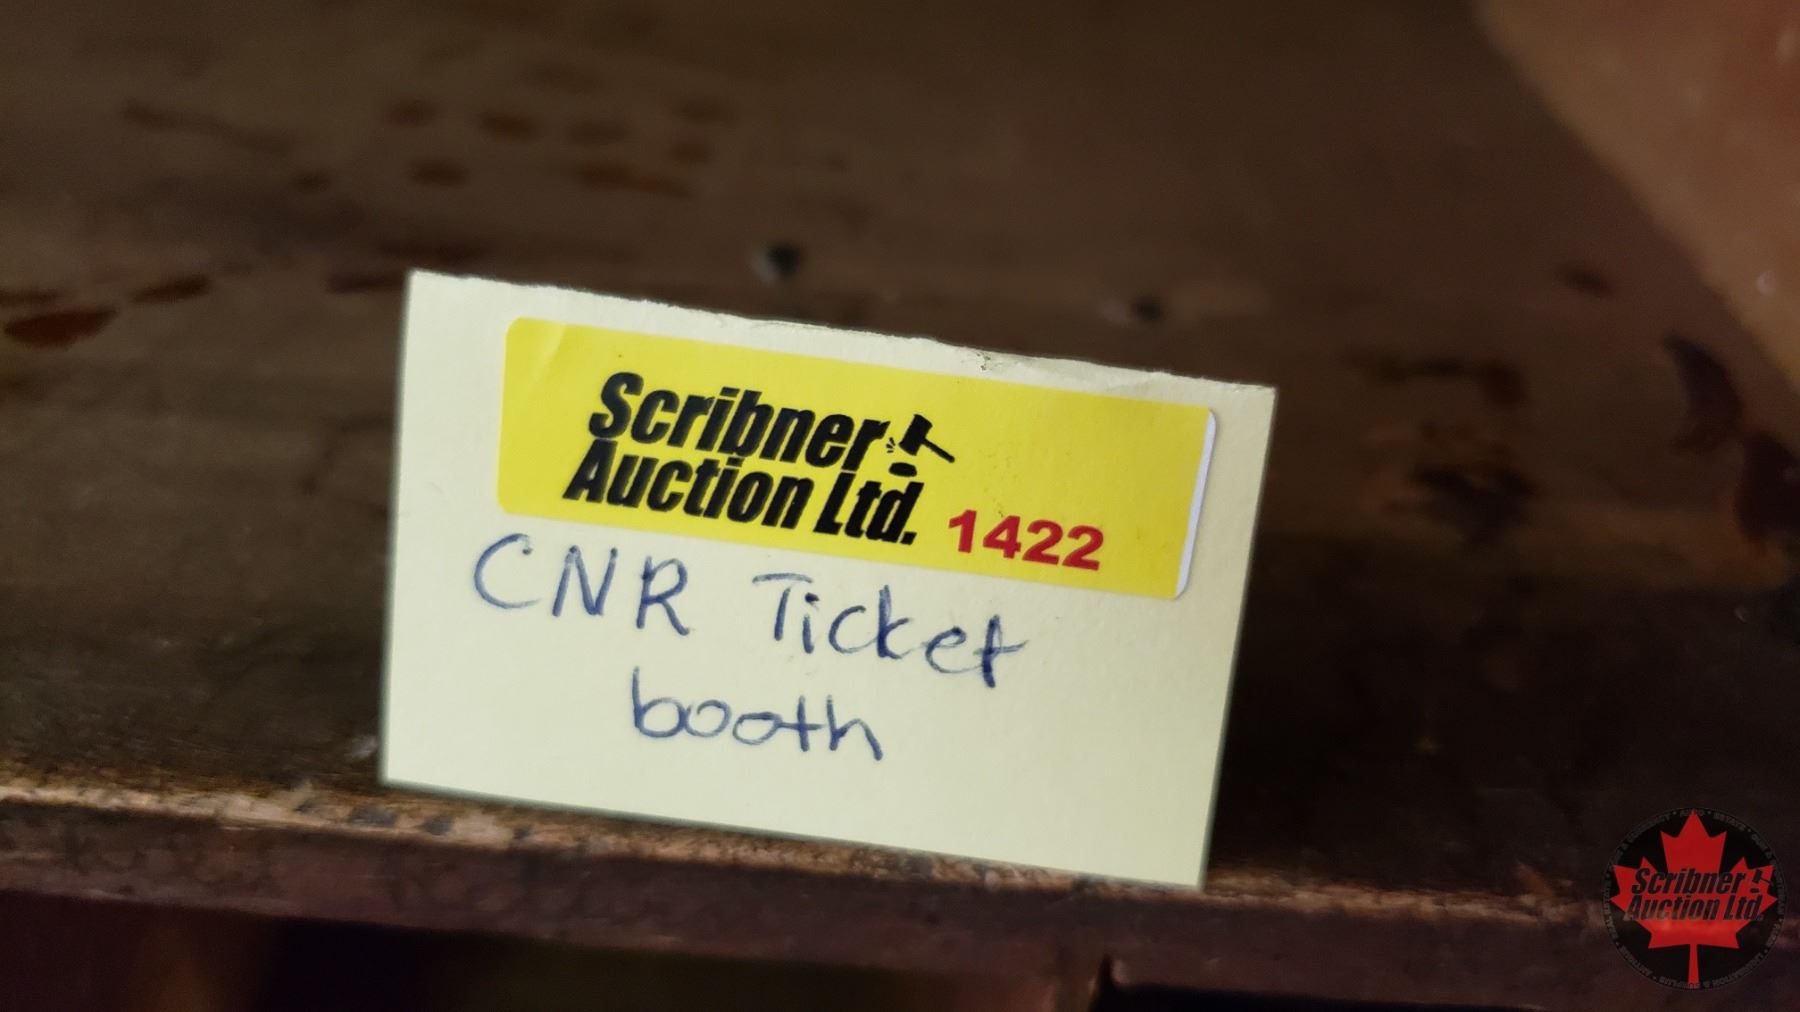 Scribner
Auction Ltd.
1422
CNR Ticket
booth
Scribner
Auction Ltd.